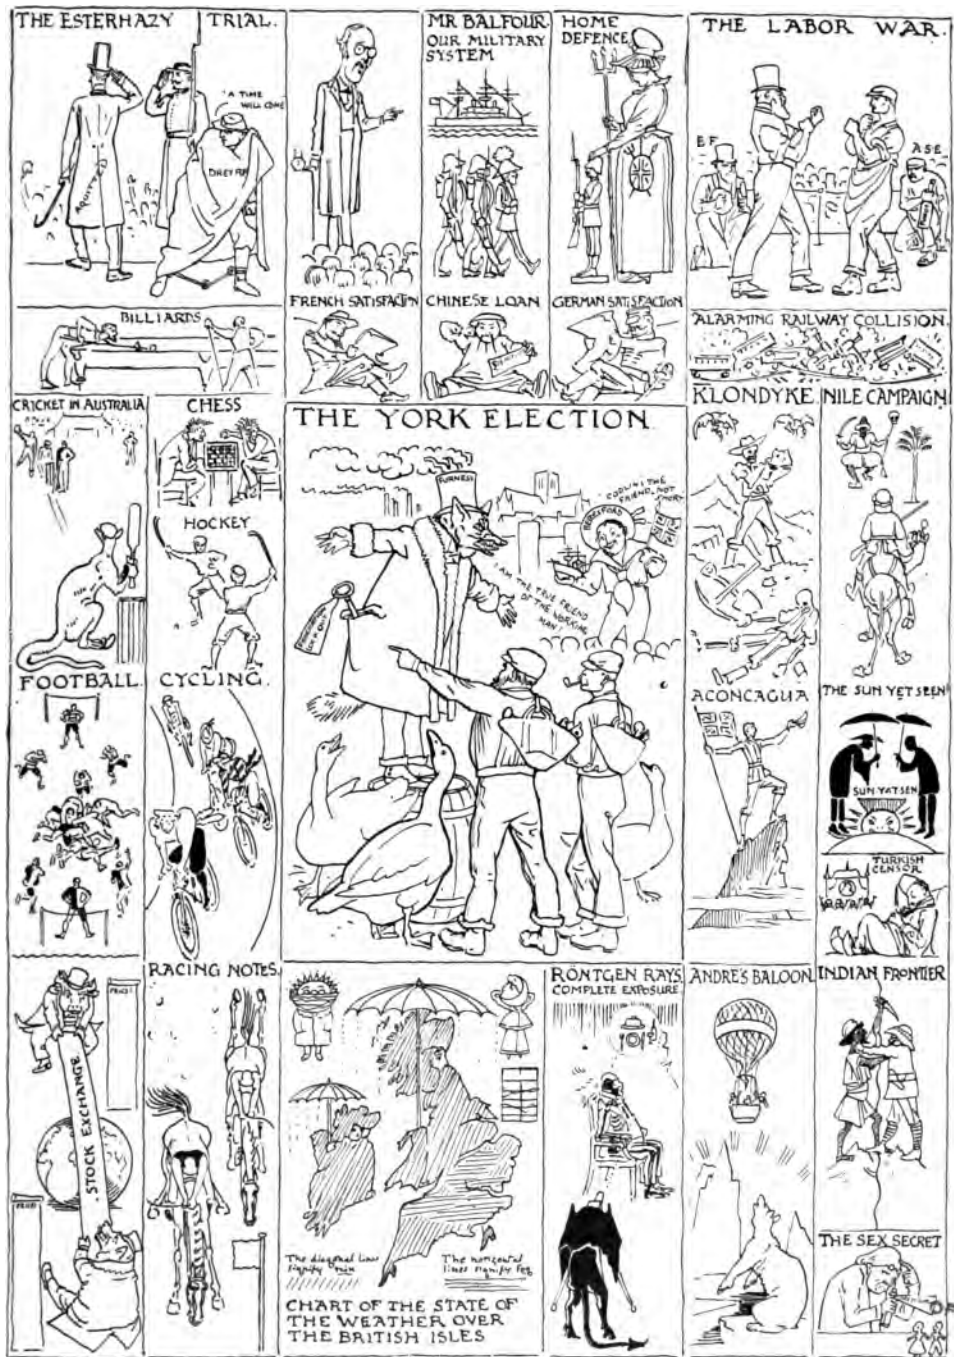 THE ESTERHAZY
TRIAL.
"A TIME
WILL COME
DREYFUS
MR BALFOUR.
OUR MILITARY
SYSTEM
HOME
DEFENCE
THE LABOR WAR.
EF
ASE
BILLIARDS
FRENCH SATISFACTION
CHINESE LOAN
GERMAN SATISFACTION
ALARMING RAILWAY COLLISION.
CRICKET IN AUSTRALIA
CHESS
HOCKEY
THE YORK ELECTION
FURNESS
"CODLIN'S THE
FRIEND, NOT
SHORT"
BERESFORD
I AM THE TRUE FRIEND
OF THE WORKING
MAN!
KLONDYKE
NILE CAMPAIGN
FOOTBALL.
CYCLING.
ACONCAGUA
THE SUN YET SEEN
SUN YAT SEN
TURKISH
CENSOR
STOCK EXCHANGE
RACING NOTES
RÖNTGEN RAYS
COMPLETE EXPOSURE
ANDRE'S BALOON
INDIAN FRONTIER
The diagonal lines
signify rain
The horizontal
lines signify fog
CHART OF THE STATE OF
THE WEATHER OVER
THE BRITISH ISLES
THE SEX SECRET